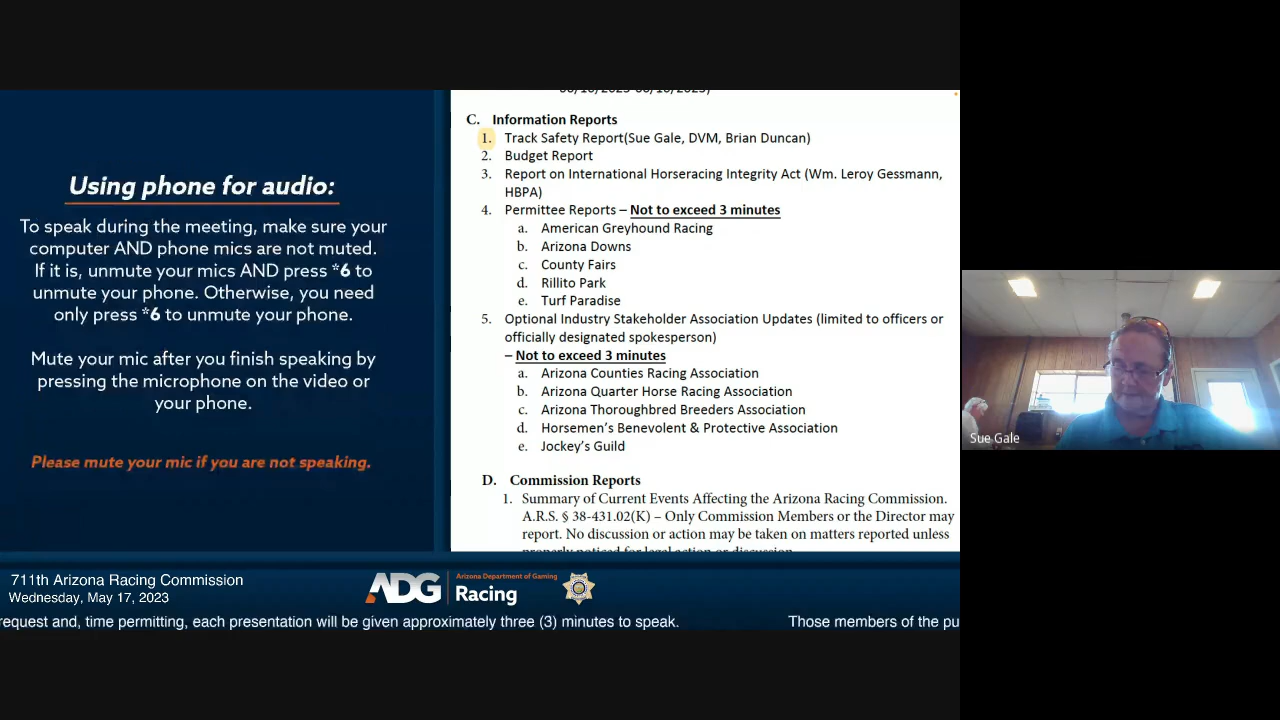 Using phone for audio:
To speak during the meeting, make sure your
computer AND phone mics are not muted.
If it is, unmute your mics AND press *6 to
unmute your phone. Otherwise, you need
only press *6 to unmute your phone.
Mute your mic after you finish speaking by
pressing the microphone on the video or
your phone.
Please mute your mic if you are not speaking.
C. Information Reports
1. Track Safety Report(Sue Gale, DVM, Brian Duncan)
2. Budget Report
3. Report on International Horseracing Integrity Act (Wm. Leroy Gessmann,
HBPA)
4. Permittee Reports – Not to exceed 3 minutes
a. American Greyhound Racing
b. Arizona Downs
c. County Fairs
d. Rillito Park
e. Turf Paradise
5. Optional Industry Stakeholder Association Updates (limited to officers or
officially designated spokesperson)
– Not to exceed 3 minutes
a. Arizona Counties Racing Association
b. Arizona Quarter Horse Racing Association
c. Arizona Thoroughbred Breeders Association
d. Horsemen's Benevolent & Protective Association
e. Jockey's Guild
D. Commission Reports
1. Summary of Current Events Affecting the Arizona Racing Commission.
A.R.S. § 38-431.02(K) – Only Commission Members or the Director may
report. No discussion or action may be taken on matters reported unless
properly noticed for legal action or discussion.
Sue Gale
711th Arizona Racing Commission
Wednesday, May 17, 2023
ADG
Arizona Department of Gaming
Racing
request and, time permitting, each presentation will be given approximately three (3) minutes to speak. Those members of the pu